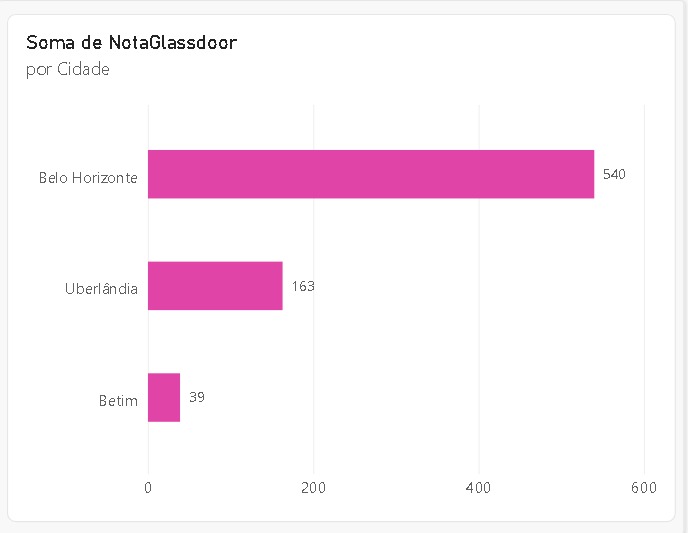 Soma de NotaGlassdoor
por Cidade
Belo Horizonte 540
Uberlândia 163
Betim 39
0 200 400 600